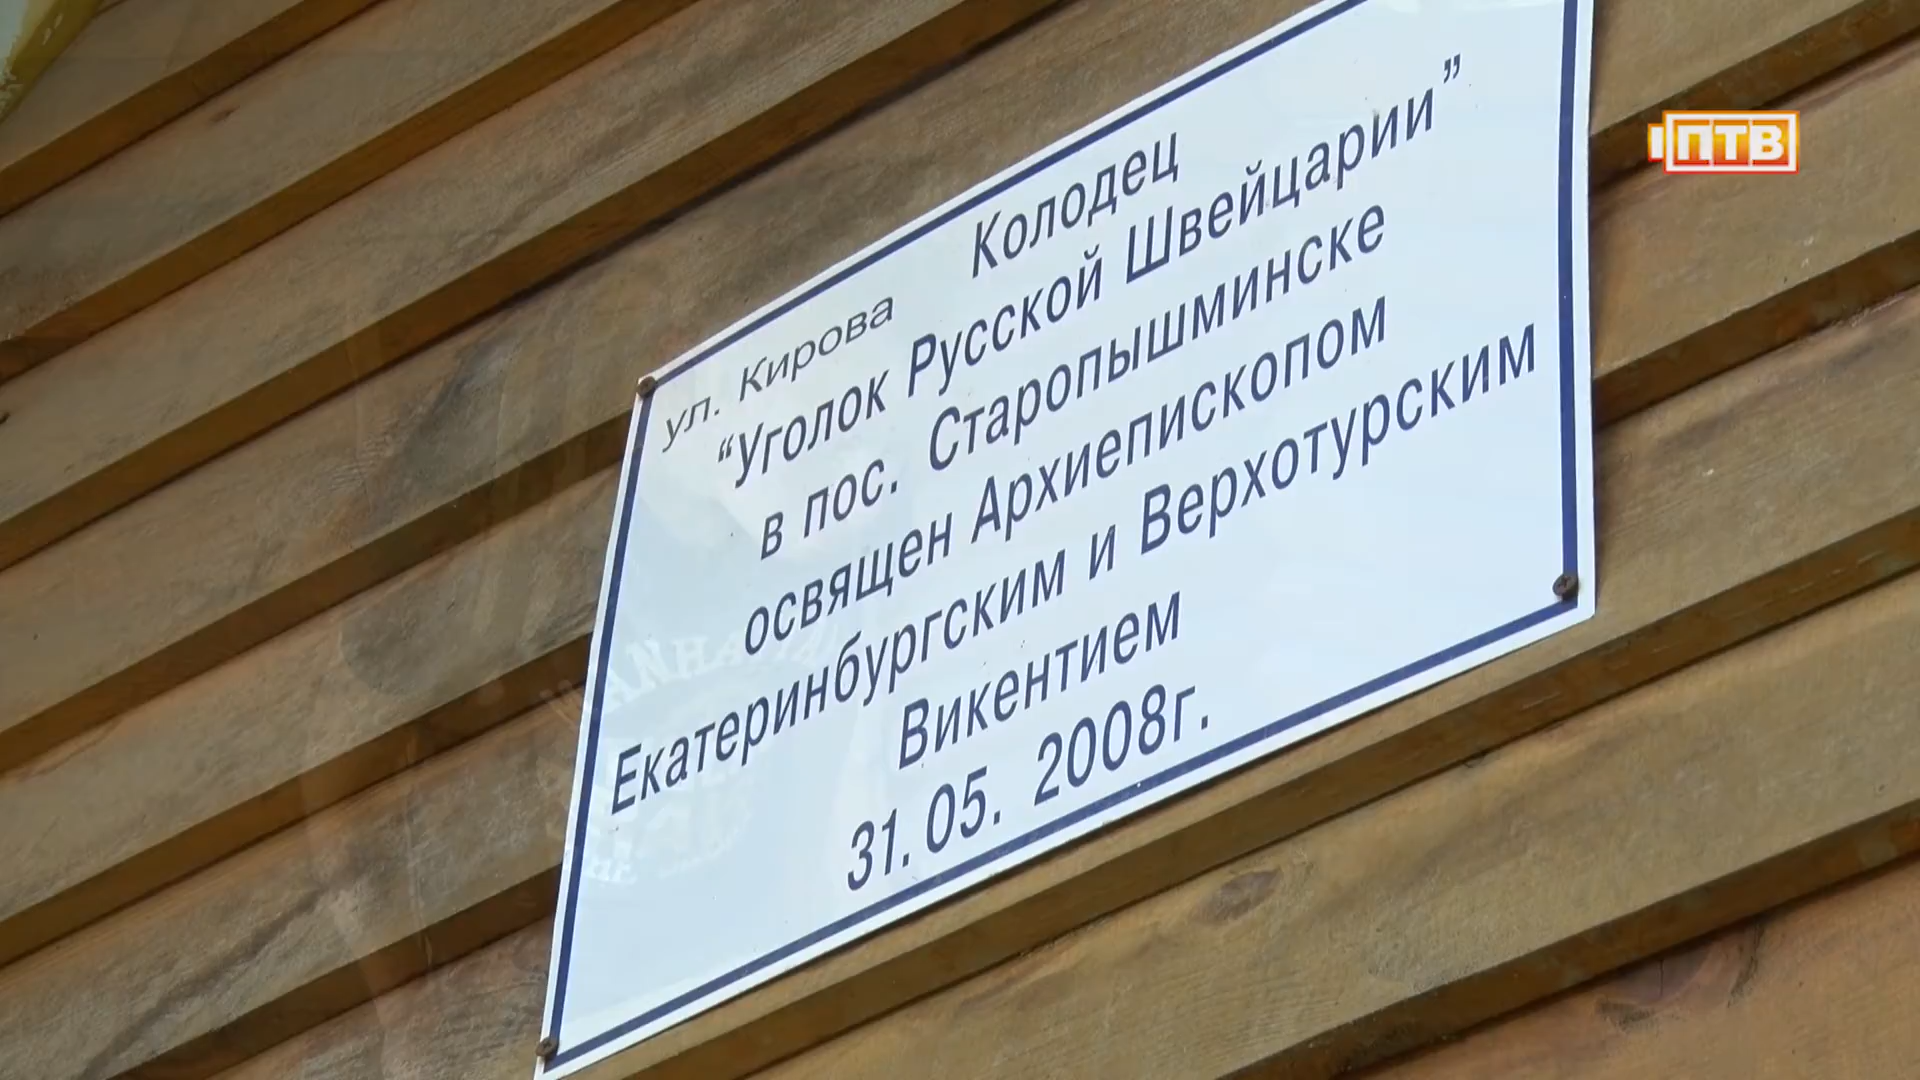 ПТВ
Колодец
ул. Кирова
“Уголок Русской Швейцарии”
в пос. Старопышминске
освящен Архиепископом
Екатеринбургским и Верхотурским
Викентием
31.05. 2008г.